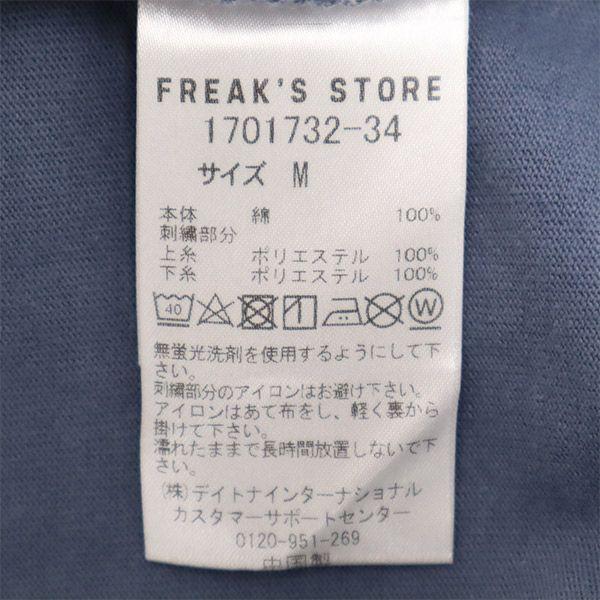 FREAK'S STORE
1701732-34
サイズ M
本体 綿 100%
刺繍部分
上糸 ポリエステル 100%
下糸 ポリエステル 100%
40 W
無蛍光洗剤を使用するようにして下
さい。
刺繍部分のアイロンはお避け下さい。
アイロンはあて布をし、軽く裏から
掛けて下さい。
濡れたままで長時間放置しないで下
さい。
(株)デイトナインターナショナル
カスタマーサポートセンター
0120-951-269
中国製